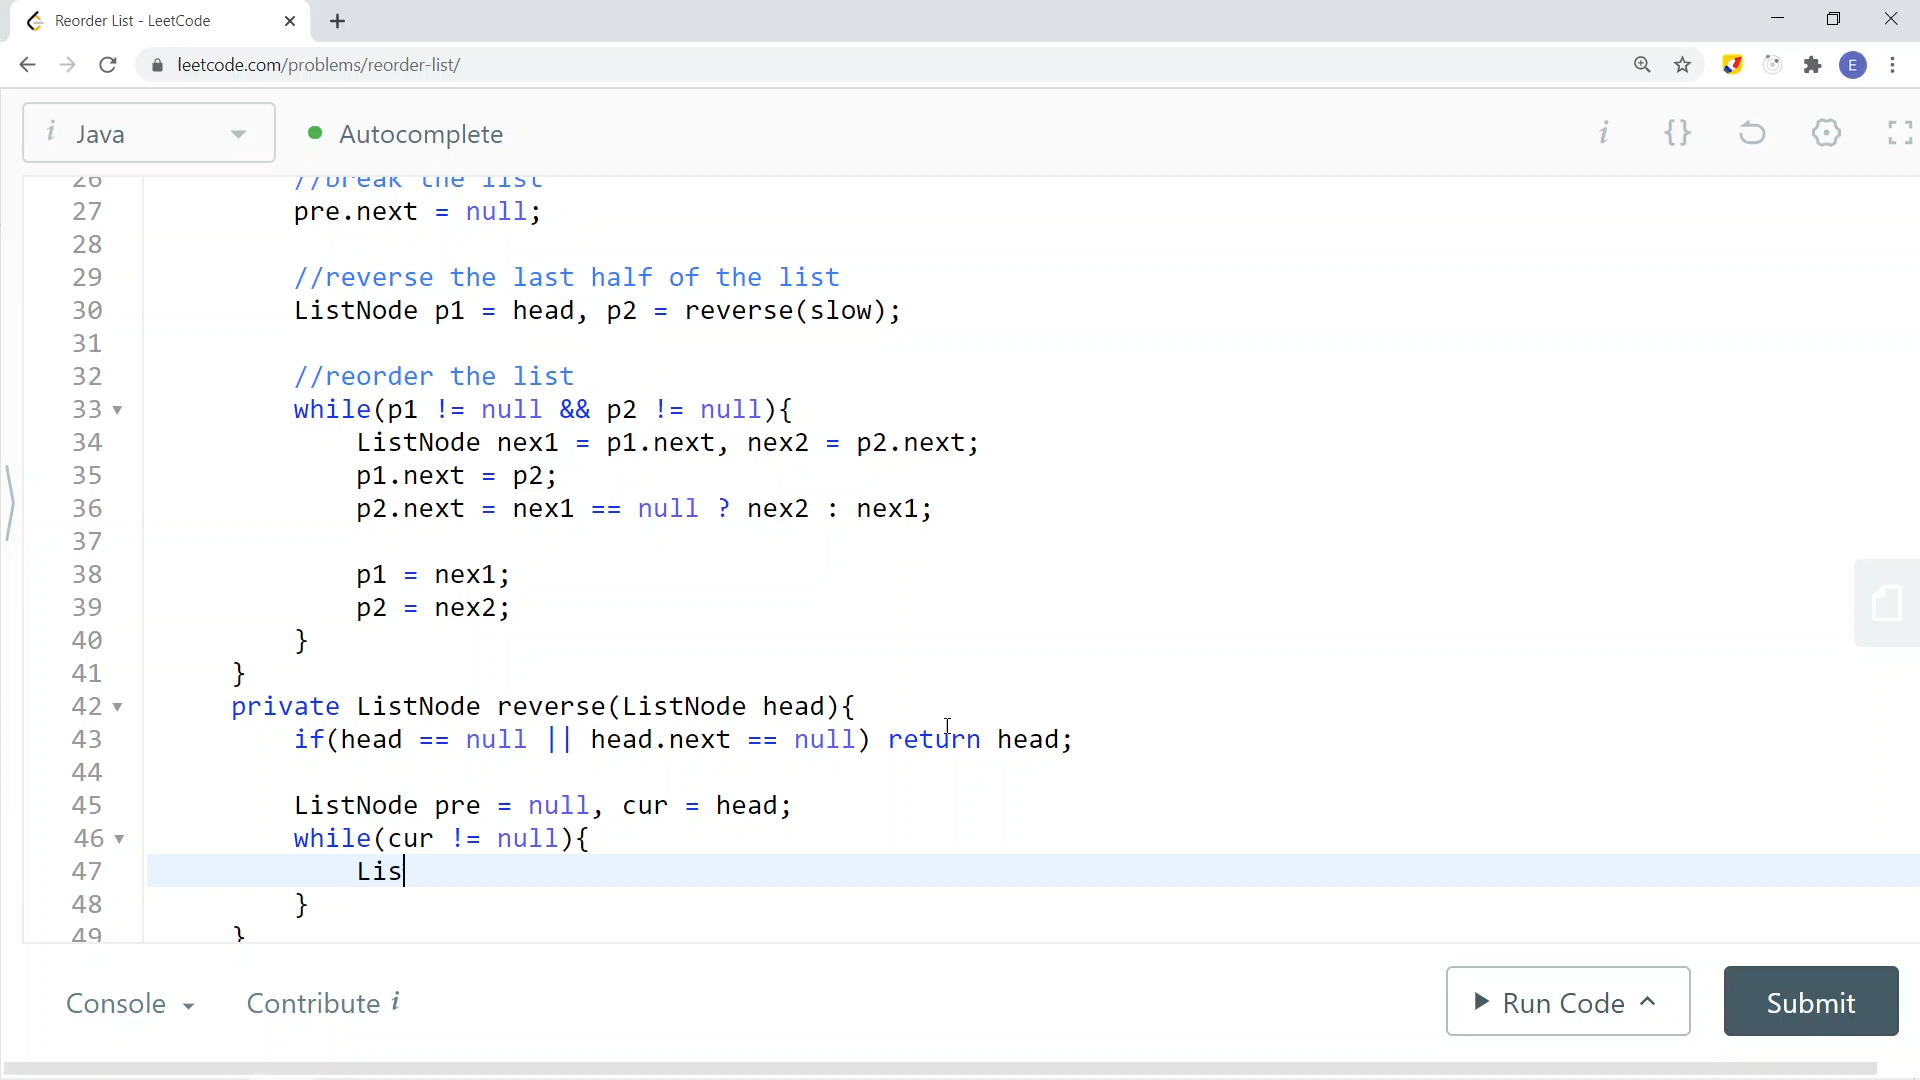 Reorder List - LeetCode
leetcode.com/problems/reorder-list/
E
i Java
Autocomplete
i {}
26 //break the list
27 pre.next = null;
28
29 //reverse the last half of the list
30 ListNode p1 = head, p2 = reverse(slow);
31
32 //reorder the list
33 while(p1 != null && p2 != null){
34 ListNode nex1 = p1.next, nex2 = p2.next;
35 p1.next = p2;
36 p2.next = nex1 == null ? nex2 : nex1;
37
38 p1 = nex1;
39 p2 = nex2;
40 }
41 }
42 private ListNode reverse(ListNode head){
43 if(head == null || head.next == null) return head;
44
45 ListNode pre = null, cur = head;
46 while(cur != null){
47 Lis
48 }
49 }
Console Contribute i Run Code Submit